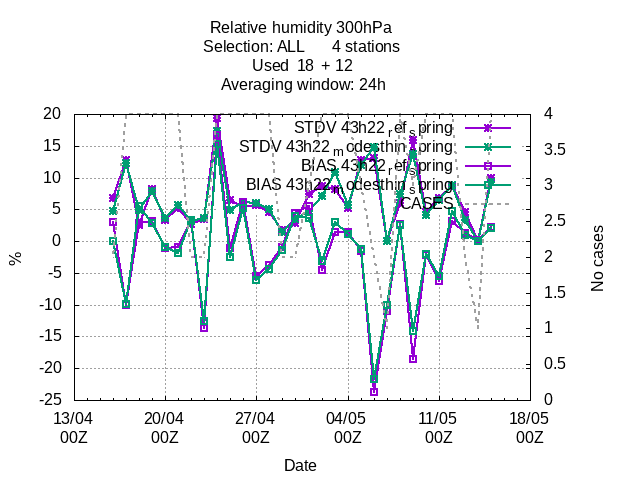 Relative humidity 300hPa
Selection: ALL 4 stations
Used 18 + 12
Averaging window: 24h
20 4
STDV 43h22_ref_spring
15 STDV 43h22_modesthin_spring 3.5
BIAS 43h22_ref_spring
10 BIAS 43h22_modesthin_spring 3
5 CASES 2.5
0
% -5 2 No cases
-10 1.5
-15 1
-20 0.5
-25 0
13/04 20/04 27/04 04/05 11/05 18/05
00Z 00Z 00Z 00Z 00Z 00Z
Date